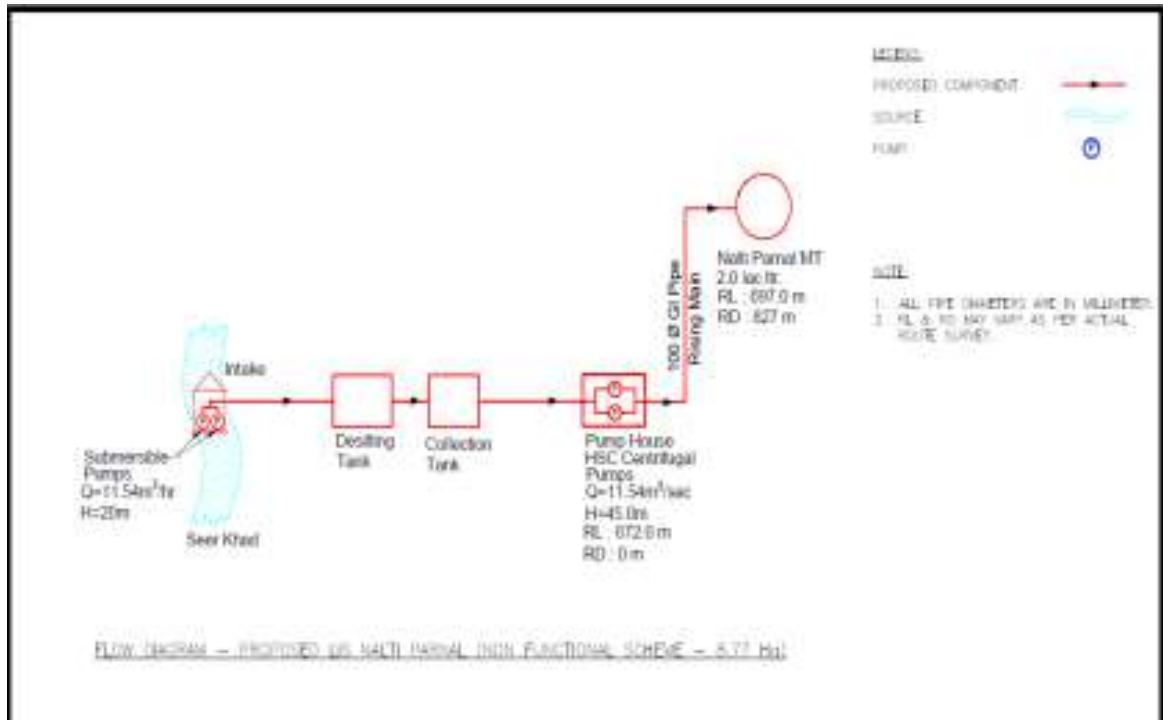 LEGEND:
PROPOSED COMPONENT
SOURCE
PUMP
Nalti Parnal MT
2.0 lac ltr.
RL : 697.0 m
RD : 827 m
100 Ø GI Pipe
Rising Main
NOTE:
1. ALL PIPE DIAMETERS ARE IN MILLIMETER.
2. RL & RD MAY VARY AS PER ACTUAL
ROUTE SURVEY.
Intake
Submersible
Pumps
Q=11.54m³/hr
H=20m
Seer Khad
Desilting
Tank
Collection
Tank
Pump House
HSC Centrifugal
Pumps
Q=11.54m³/sec
H=45.0m
RL : 672.0 m
RD : 0 m
FLOW DIAGRAM – PROPOSED LIS NALTI PARNAL (NON FUNCTIONAL SCHEME – 8.77 Ha)